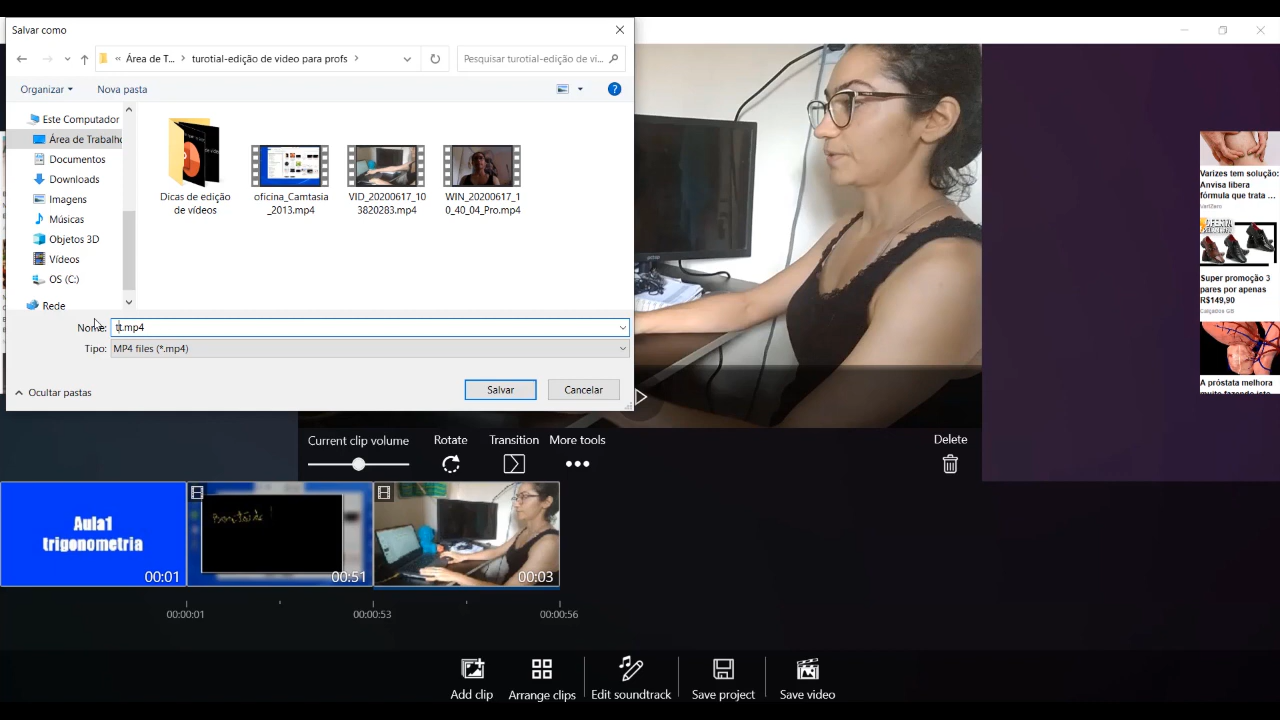 Salvar como
« Área de T... > turotial-edição de video para profs >
Pesquisar turotial-edição de vi...
Organizar
Nova pasta
Este Computador
Área de Trabalho
Documentos
Downloads
Imagens
Músicas
Objetos 3D
Vídeos
OS (C:)
Rede
Dicas de edição
de vídeos
oficina_Camtasia
_2013.mp4
VID_20200617_10
3820283.mp4
WIN_20200617_1
0_40_04_Pro.mp4
Nome:
tt.mp4
Tipo:
MP4 files (*.mp4)
Ocultar pastas
Salvar
Cancelar
Varizes tem solução:
Anvisa libera
fórmula que trata ...
VariZero
Super promoção 3
pares por apenas
R$149,90
Calçados GB
A próstata melhora
Current clip volume
Rotate
Transition
More tools
Delete
Aula1
trigonometria
00:01
00:51
00:03
00:00:01
00:00:53
00:00:56
Add clip
Arrange clips
Edit soundtrack
Save project
Save video